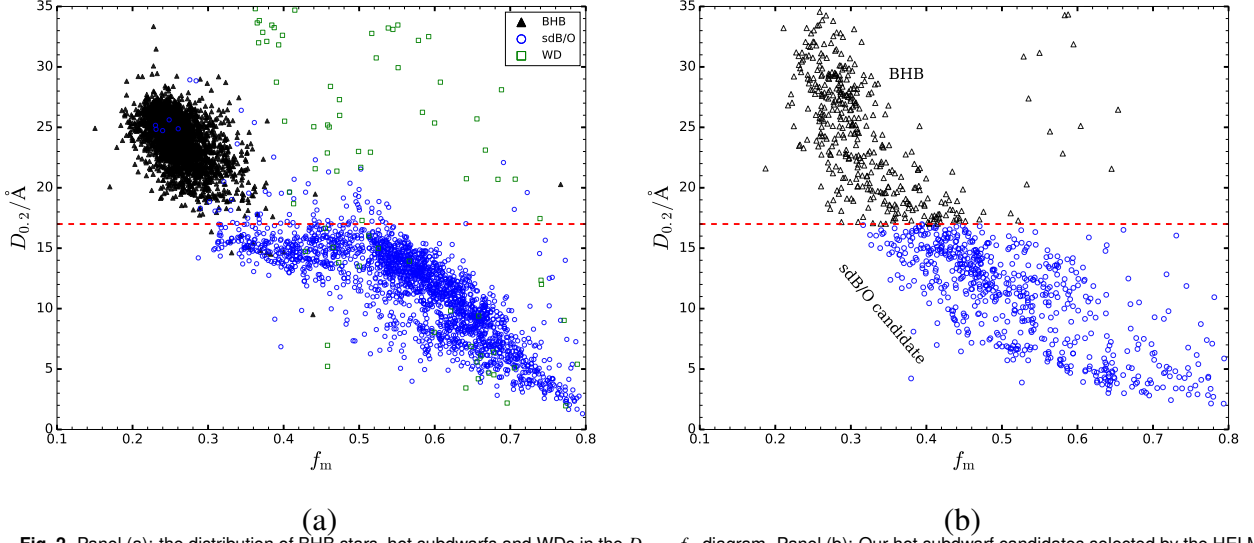 35
30
25
20
15
10
5
0
D0.2/Å
0.1 0.2 0.3 0.4 0.5 0.6 0.7 0.8
fm
BHB
sdB/O
WD
(a)
35
30
25
20
15
10
5
0
D0.2/Å
0.1 0.2 0.3 0.4 0.5 0.6 0.7 0.8
fm
BHB
sdB/O candidate
(b)
Fig. 2. Panel (a): the distribution of BHB stars, hot subdwarfs and WDs in the D diagram. Panel (b): Our hot subdwarf candidates selected by the HELM